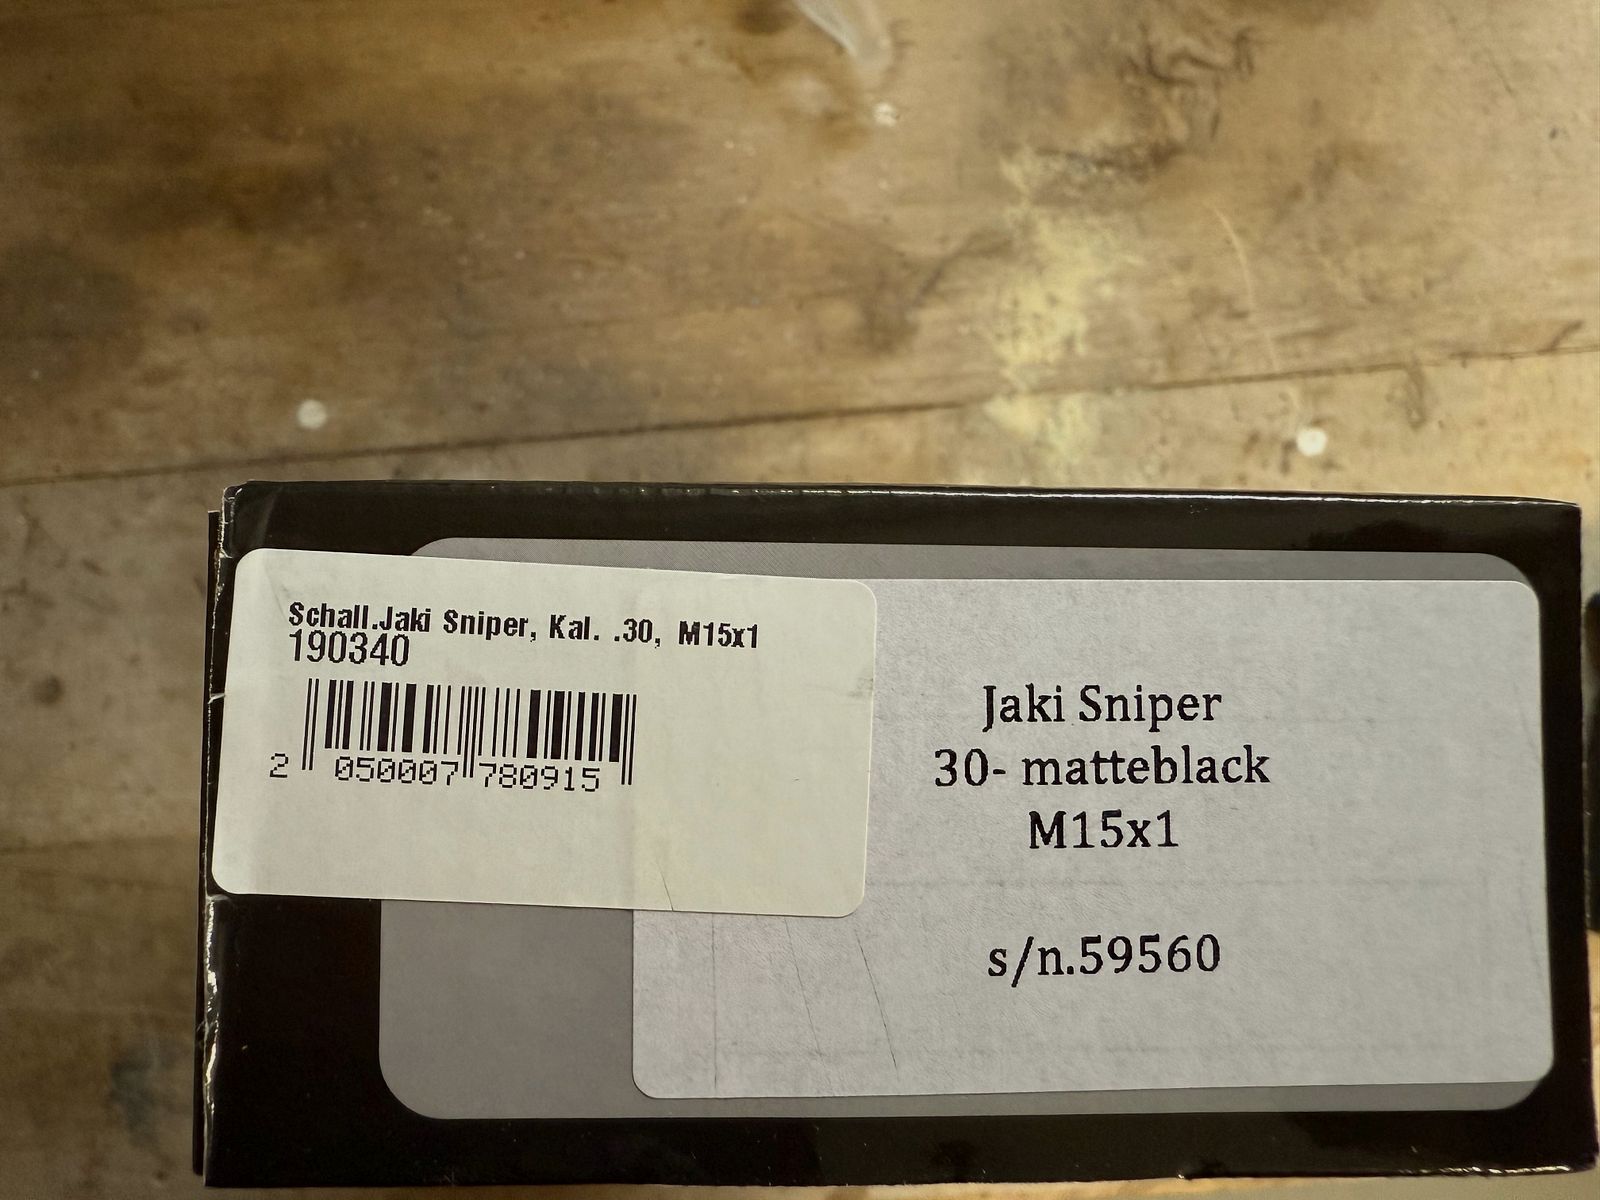 Schall.Jaki Sniper, Kal. .30, M15x1
190340
2 050007 780915
Jaki Sniper
30- matteblack
M15x1
s/n.59560